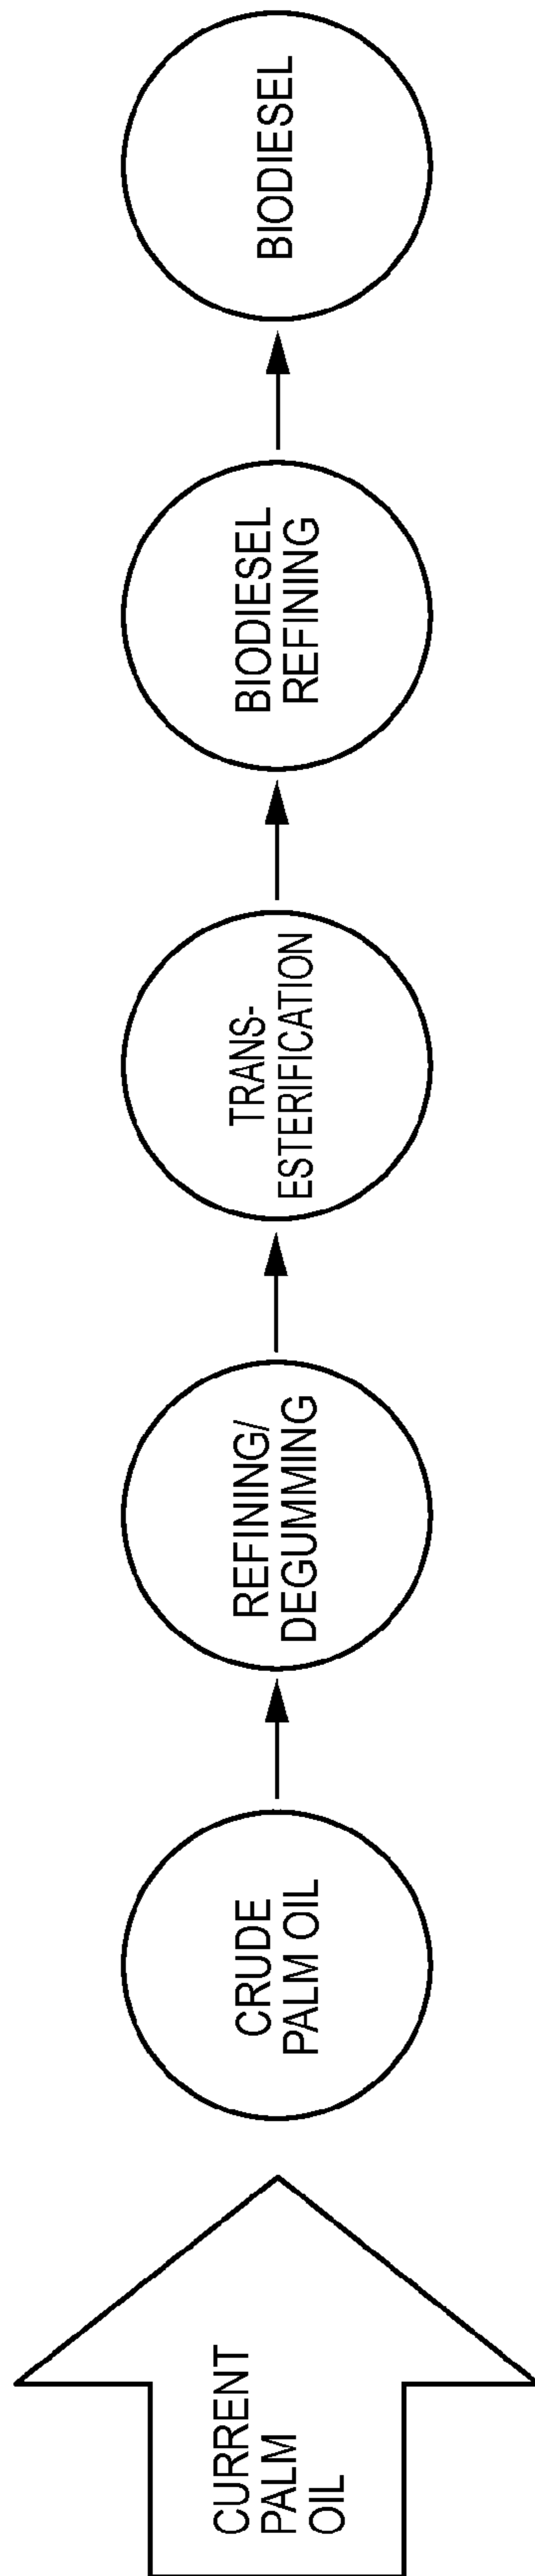 CURRENT
PALM
OIL
CRUDE
PALM OIL
REFINING/
DEGUMMING
TRANS-
ESTERIFICATION
BIODIESEL
REFINING
BIODIESEL